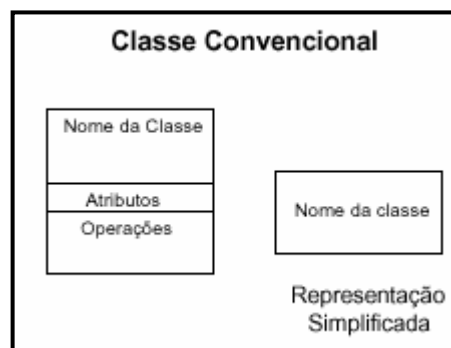 Classe Convencional
Nome da Classe
Atributos
Operações
Nome da classe
Representação
Simplificada